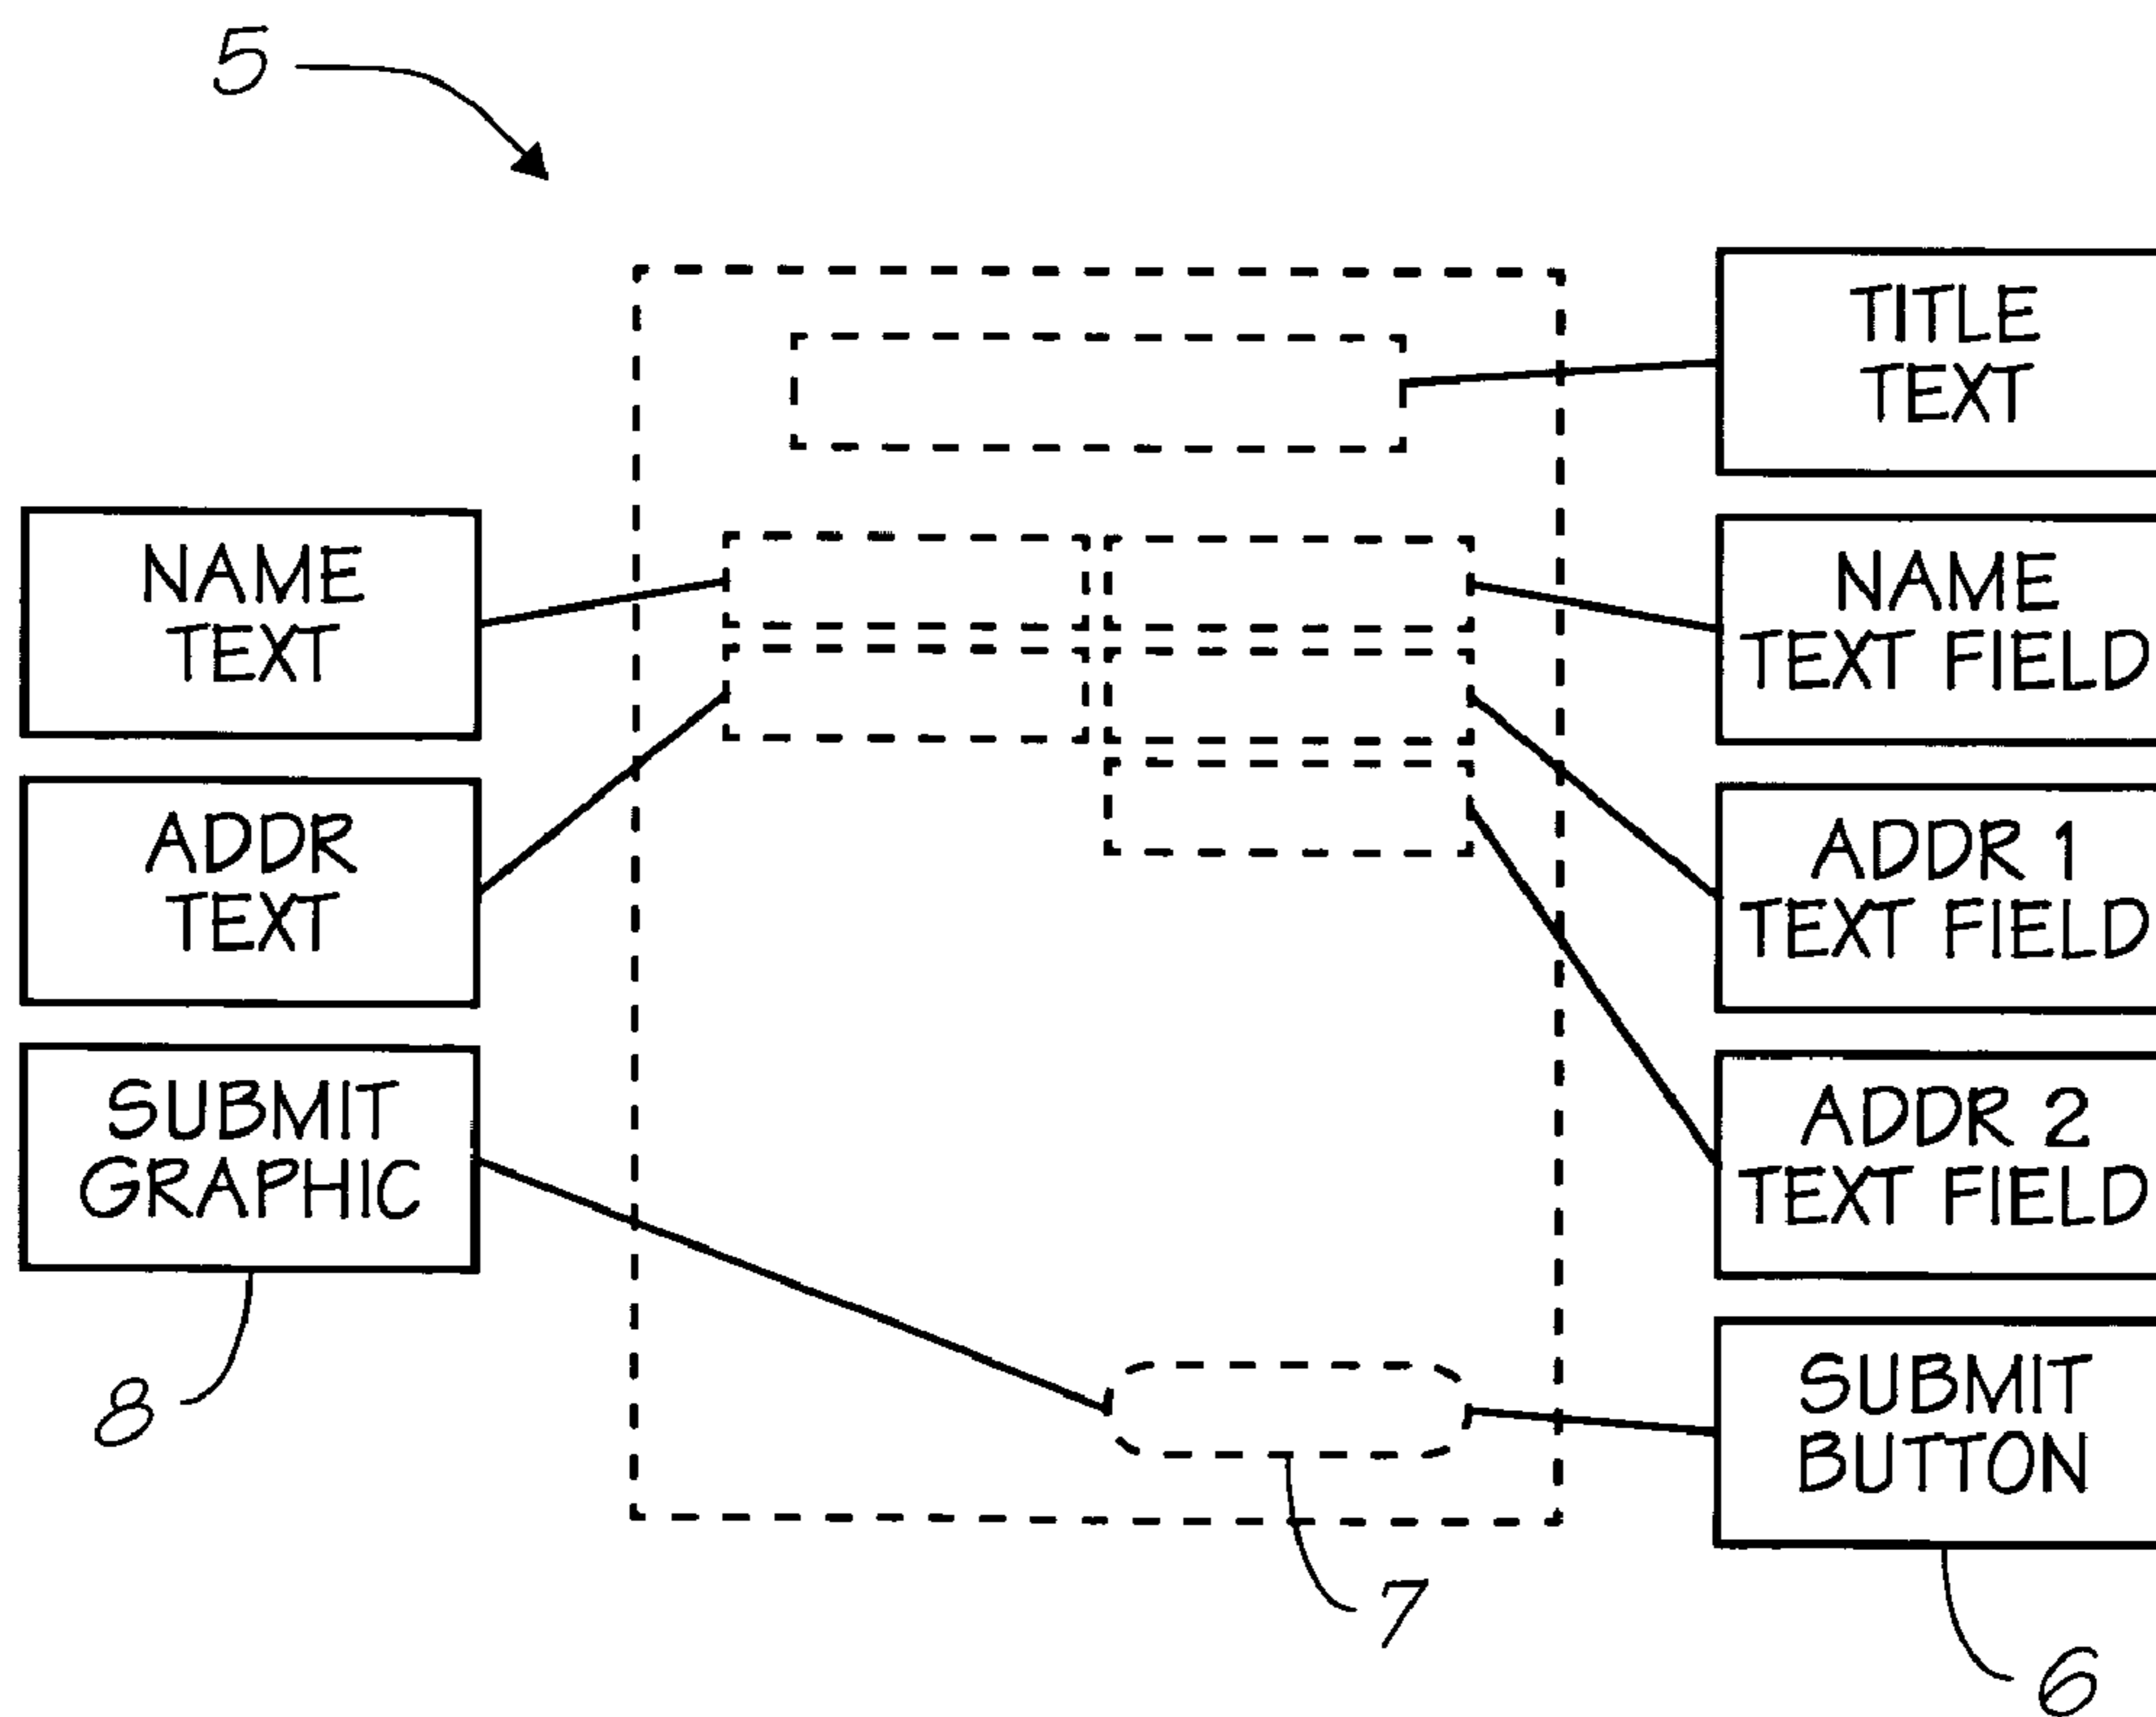 5
TITLE
TEXT
NAME
TEXT
NAME
TEXT FIELD
ADDR
TEXT
ADDR 1
TEXT FIELD
SUBMIT
GRAPHIC
ADDR 2
TEXT FIELD
SUBMIT
BUTTON
8
7
6